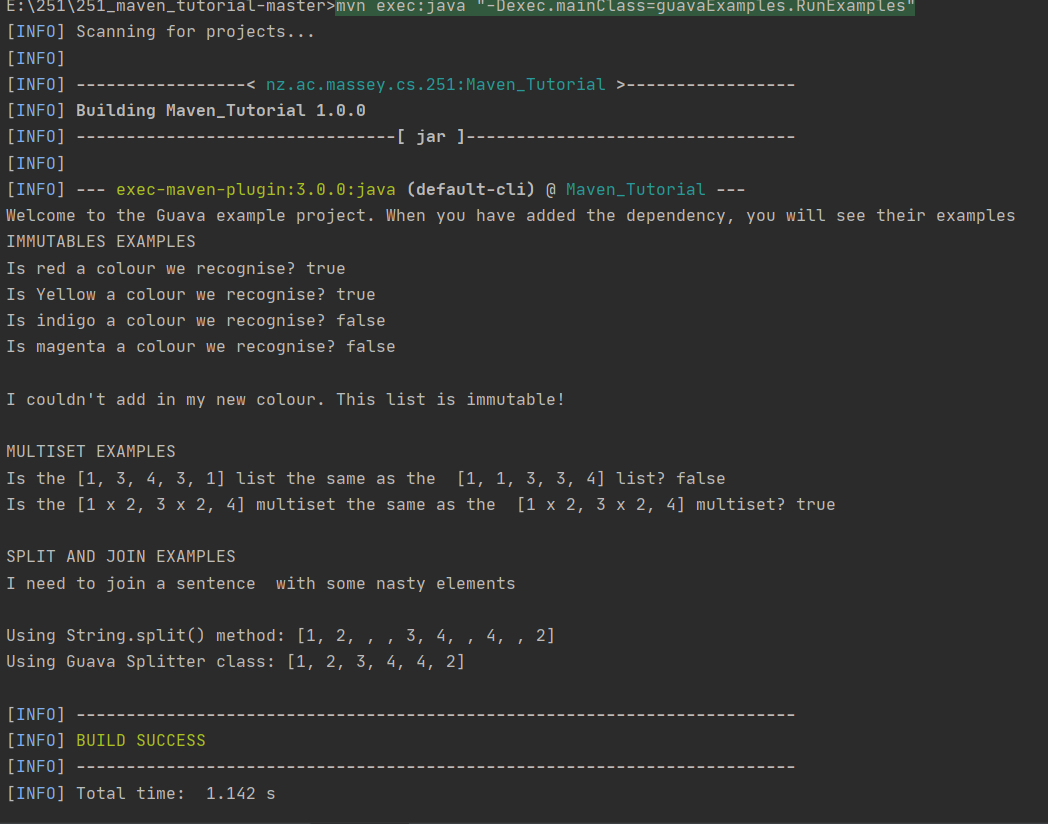 E:\251\251_maven_tutorial-master>mvn exec:java "-Dexec.mainClass=guavaExamples.RunExamples"
[INFO] Scanning for projects...
[INFO]
[INFO] -----------------< nz.ac.massey.cs.251:Maven_Tutorial >-----------------
[INFO] Building Maven_Tutorial 1.0.0
[INFO] --------------------------------[ jar ]---------------------------------
[INFO]
[INFO] --- exec-maven-plugin:3.0.0:java (default-cli) @ Maven_Tutorial ---
Welcome to the Guava example project. When you have added the dependency, you will see their examples
IMMUTABLES EXAMPLES
Is red a colour we recognise? true
Is Yellow a colour we recognise? true
Is indigo a colour we recognise? false
Is magenta a colour we recognise? false
I couldn't add in my new colour. This list is immutable!
MULTISET EXAMPLES
Is the [1, 3, 4, 3, 1] list the same as the  [1, 1, 3, 3, 4] list? false
Is the [1 x 2, 3 x 2, 4] multiset the same as the  [1 x 2, 3 x 2, 4] multiset? true
SPLIT AND JOIN EXAMPLES
I need to join a sentence  with some nasty elements
Using String.split() method: [1, 2, , , 3, 4, , 4, , 2]
Using Guava Splitter class: [1, 2, 3, 4, 4, 2]
[INFO] ------------------------------------------------------------------------
[INFO] BUILD SUCCESS
[INFO] ------------------------------------------------------------------------
[INFO] Total time:  1.142 s